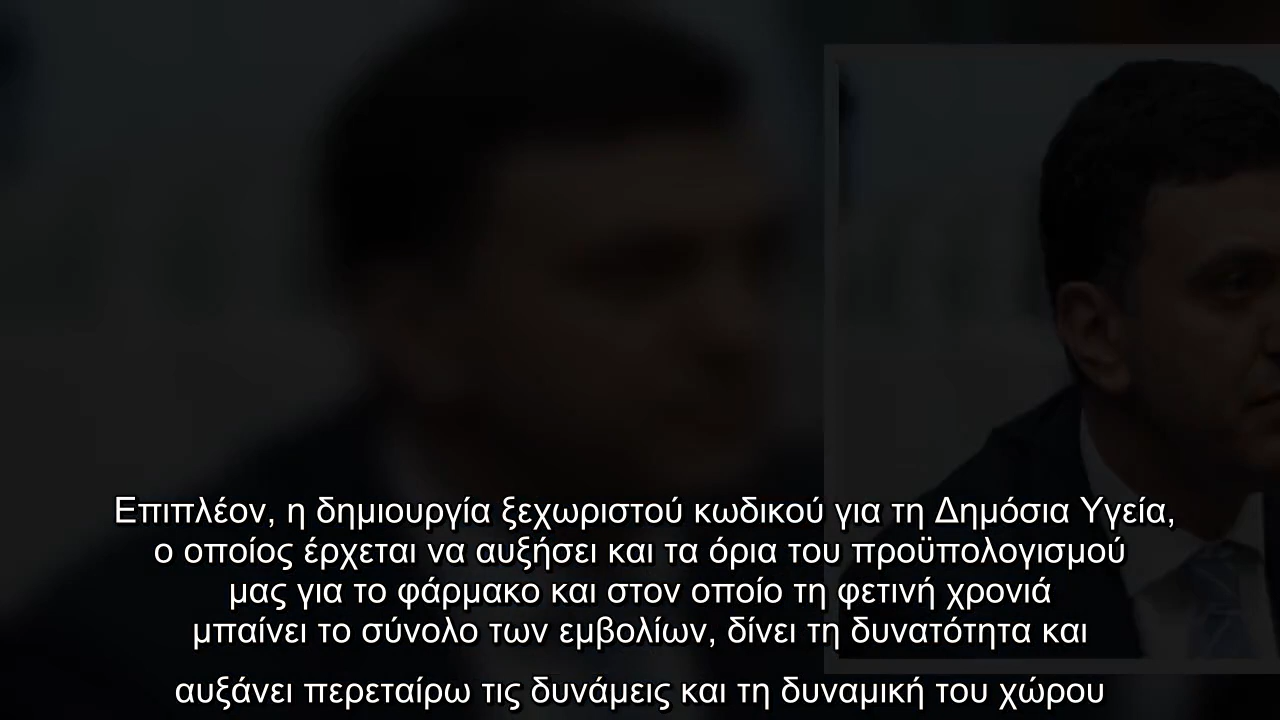 Επιπλέον, η δημιουργία ξεχωριστού κωδικού για τη Δημόσια Υγεία,
ο οποίος έρχεται να αυξήσει και τα όρια του προϋπολογισμού
μας για το φάρμακο και στον οποίο τη φετινή χρονιά
μπαίνει το σύνολο των εμβολίων, δίνει τη δυνατότητα και
αυξάνει περεταίρω τις δυνάμεις και τη δυναμική του χώρου